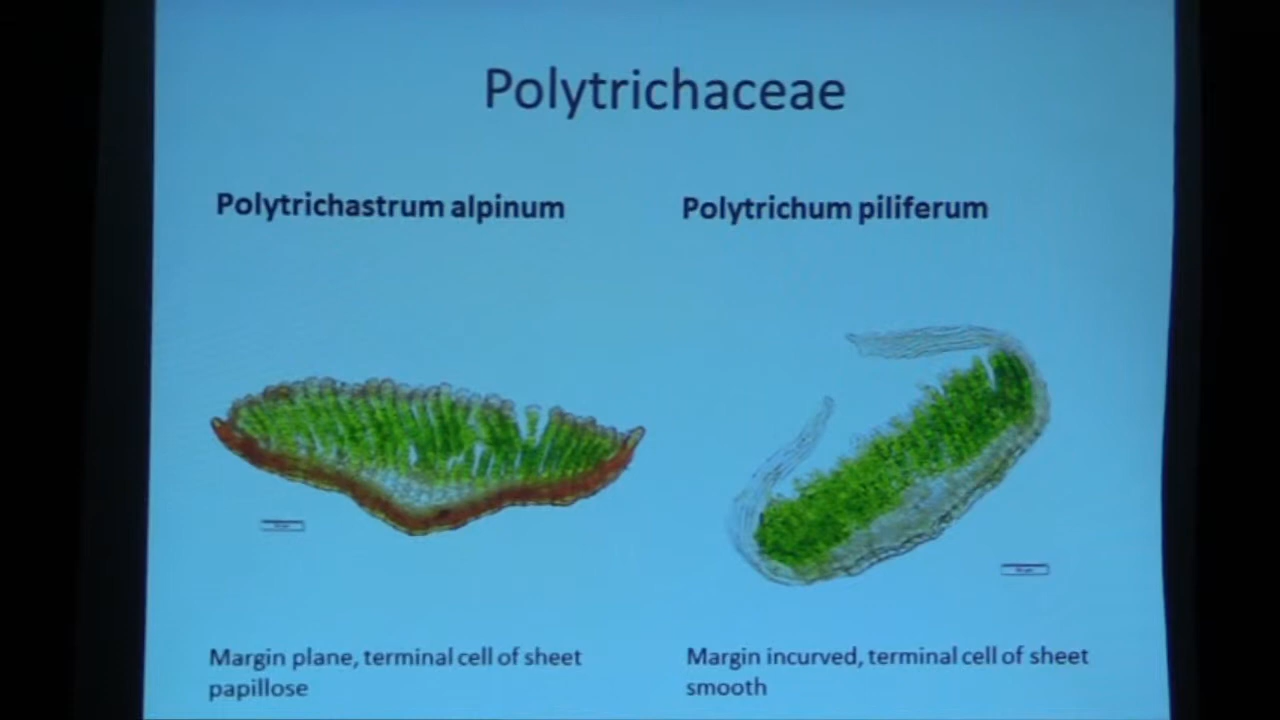 Polytrichaceae
Polytrichastrum alpinum
Polytrichum piliferum
Margin plane, terminal cell of sheet
papillose
Margin incurved, terminal cell of sheet
smooth